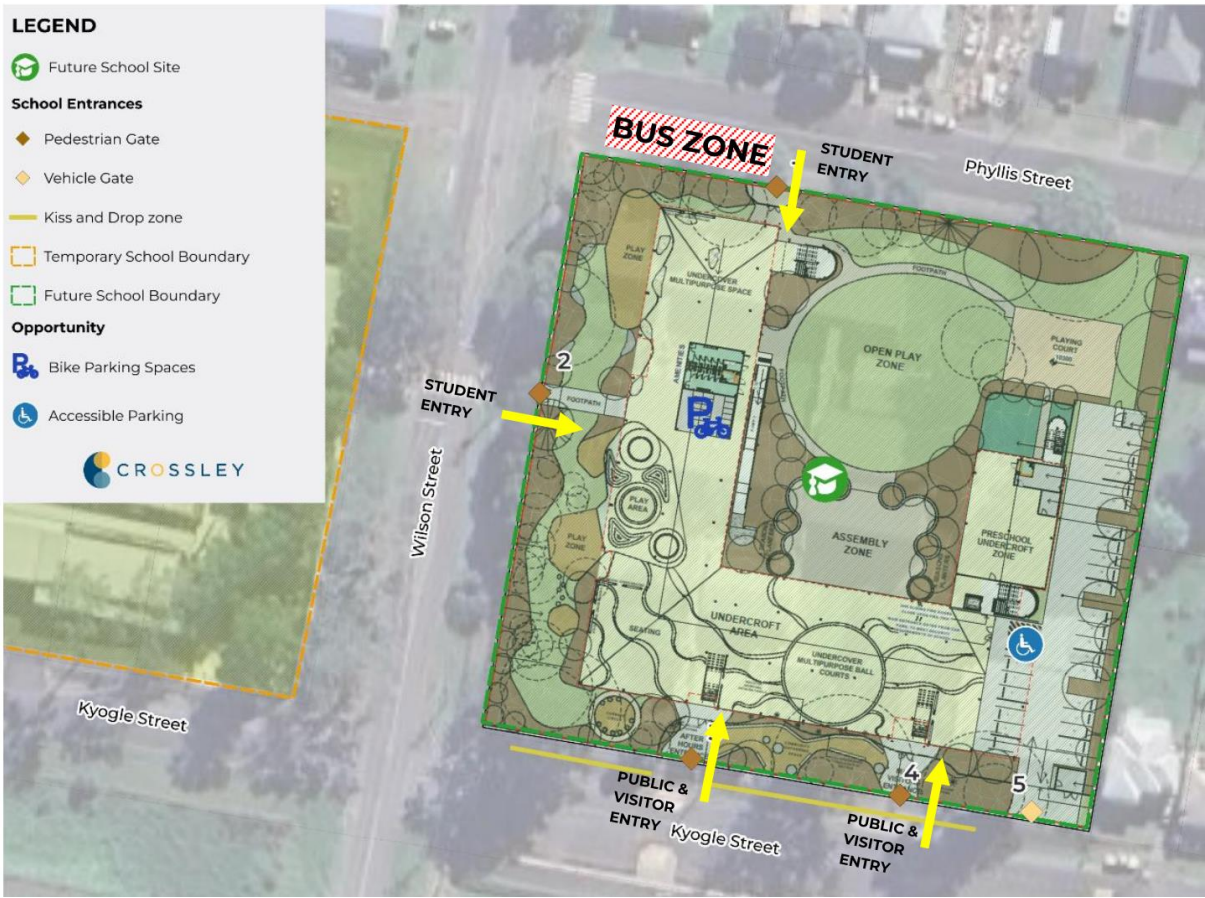 LEGEND
Future School Site
School Entrances
Pedestrian Gate
Vehicle Gate
Kiss and Drop zone
Temporary School Boundary
Future School Boundary
Opportunity
Bike Parking Spaces
Accessible Parking
CROSSLEY
BUS ZONE
STUDENT
ENTRY
Phyllis Street
PLAY
ZONE
UNDERCOVER
MULTIPURPOSE SPACE
FOOTPATH
OPEN PLAY
ZONE
PLAYING
COURT
AMENITIES
2
STUDENT
ENTRY
FOOTPATH
Wilson Street
PLAY
AREA
PLAY
ZONE
ASSEMBLY
ZONE
PRESCHOOL
UNDERCROFT
ZONE
UNDERCROFT
AREA
SEATING
UNDERCOVER
MULTIPURPOSE BALL
COURTS
Kyogle Street
AFTER
HOURS
4
5
PUBLIC &
VISITOR
ENTRY
Kyogle Street
PUBLIC &
VISITOR
ENTRY